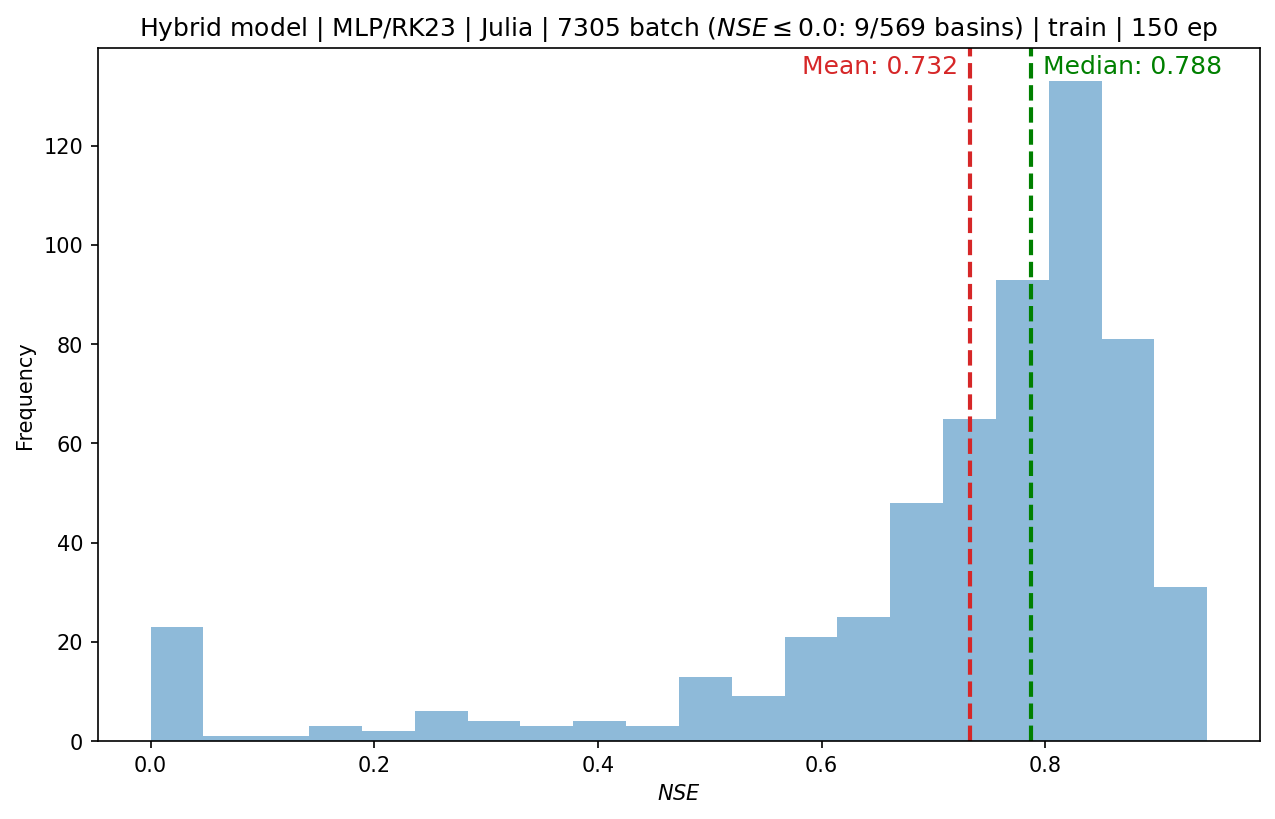 Hybrid model | MLP/RK23 | Julia | 7305 batch (NSE ≤ 0.0: 9/569 basins) | train | 150 ep
Mean: 0.732
Median: 0.788
120
100
80
60
40
20
0
Frequency
0.0
0.2
0.4
0.6
0.8
NSE